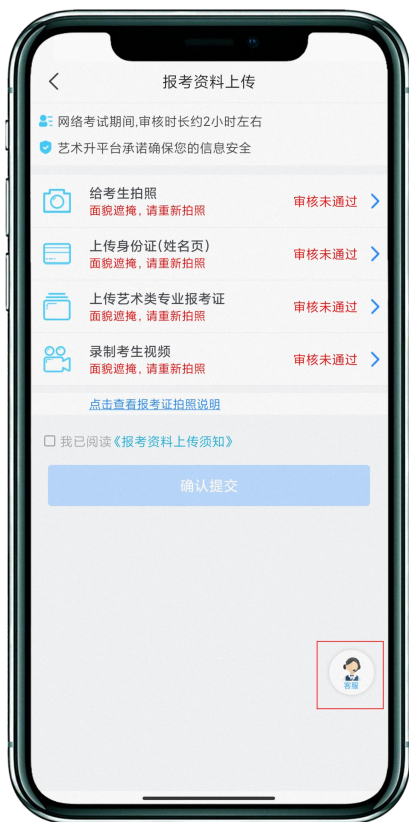 报考资料上传
网络考试期间,审核时长约2小时左右
艺术升平台承诺确保您的信息安全
给考生拍照
面貌遮掩，请重新拍照
审核未通过
上传身份证(姓名页)
面貌遮掩，请重新拍照
审核未通过
上传艺术类专业报考证
面貌遮掩，请重新拍照
审核未通过
录制考生视频
面貌遮掩，请重新拍照
审核未通过
点击查看报考证拍照说明
我已阅读《报考资料上传须知》
确认提交
客服